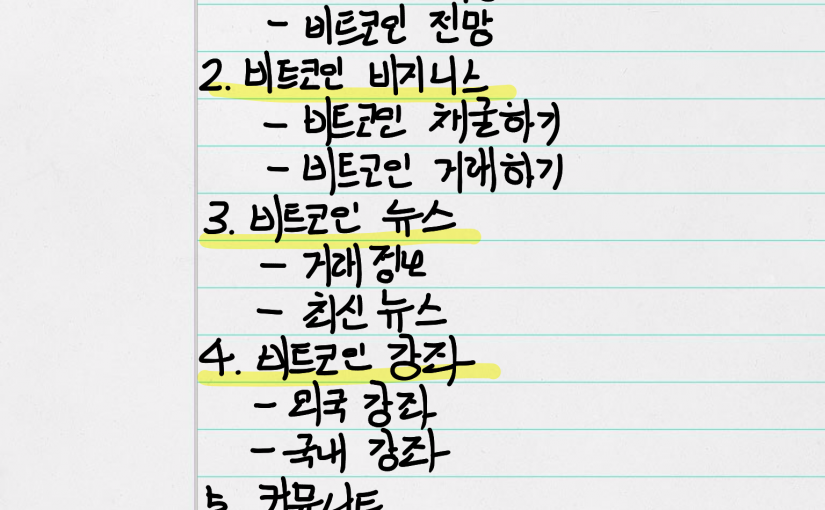 - 비트코인 전망
2. 비트코인 비지니스
- 비트코인 채굴하기
- 비트코인 거래하기
3. 비트코인 뉴스
- 거래 정보
- 최신 뉴스
4. 비트코인 강좌
- 외국 강좌
- 국내 강좌
5. 커뮤니트